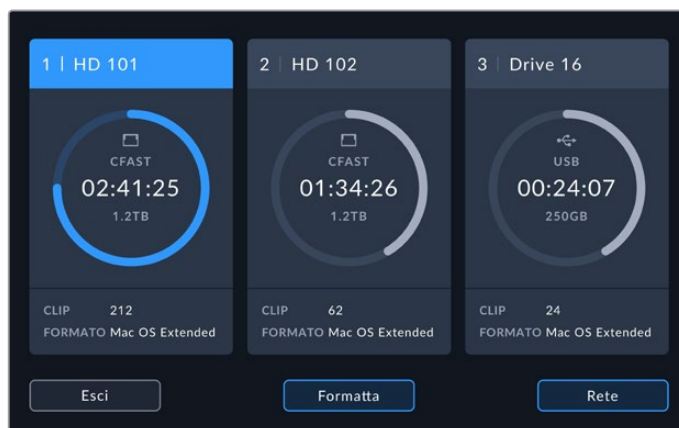 1 | HD 101
CFAST
02:41:25
1.2TB
CLIP 212
FORMATO Mac OS Extended
2 | HD 102
CFAST
01:34:26
1.2TB
CLIP 62
FORMATO Mac OS Extended
3 | Drive 16
USB
00:24:07
250GB
CLIP 24
FORMATO Mac OS Extended
Esci
Formatta
Rete